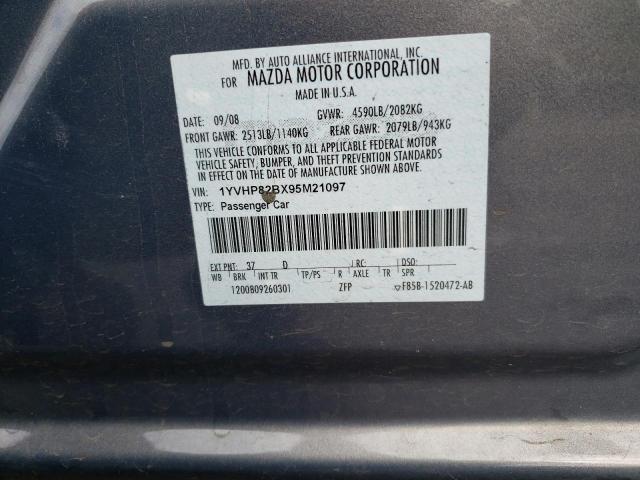 MFD. BY AUTO ALLIANCE INTERNATIONAL, INC.
FOR MAZDA MOTOR CORPORATION
MADE IN U.S.A.
DATE: 09/08 GVWR: 4590LB/2082KG
FRONT GAWR: 2513LB/1140KG REAR GAWR: 2079LB/943KG
THIS VEHICLE CONFORMS TO ALL APPLICABLE FEDERAL MOTOR
VEHICLE SAFETY, BUMPER, AND THEFT PREVENTION STANDARDS
IN EFFECT ON THE DATE OF MANUFACTURE SHOWN ABOVE.
VIN: 1YVHP82BX95M21097
TYPE: Passenger Car
EXT PNT: 37 D RC: DSO:
WB BRK INT TR TP/PS R AXLE TR SPR
1200809260301 ZFP F85B-1520472-AB